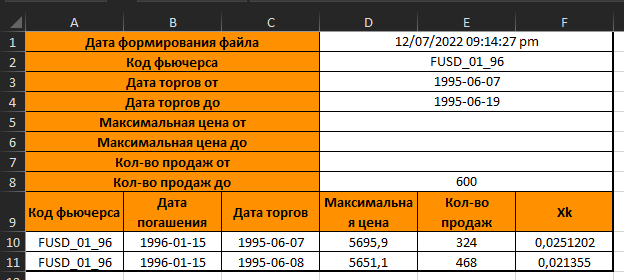 A B C D E F
1 Дата формирования файла 12/07/2022 09:14:27 pm
2 Код фьючерса FUSD_01_96
3 Дата торгов от 1995-06-07
4 Дата торгов до 1995-06-19
5 Максимальная цена от
6 Максимальная цена до
7 Кол-во продаж от
8 Кол-во продаж до 600
9 Код фьючерса Дата погашения Дата торгов Максимальна я цена Кол-во продаж Xk
10 FUSD_01_96 1996-01-15 1995-06-07 5695,9 324 0,0251202
11 FUSD_01_96 1996-01-15 1995-06-08 5651,1 468 0,021355